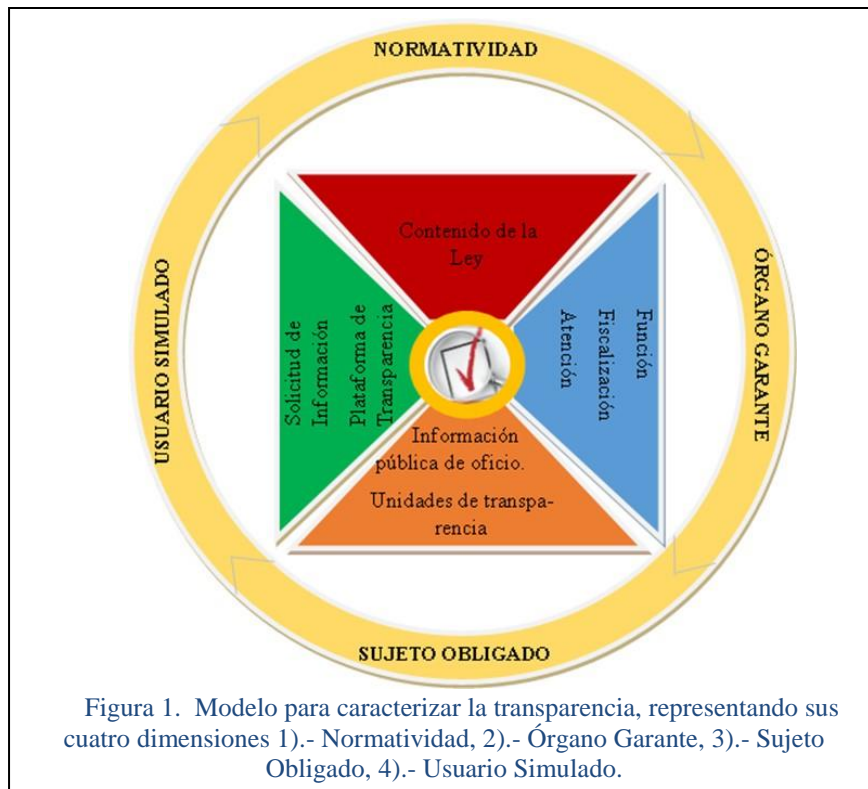 NORMATIVIDAD
Contenido de la
Ley
ÓRGANO GARANTE
Función
Fiscalización
Atención
USUARIO SIMULADO
Solicitud de
Información
Plataforma de
Transparencia
Información
pública de oficio.
Unidades de transpa-
rencia
SUJETO OBLIGADO
Figura 1. Modelo para caracterizar la transparencia, representando sus
cuatro dimensiones 1).- Normatividad, 2).- Órgano Garante, 3).- Sujeto
Obligado, 4).- Usuario Simulado.